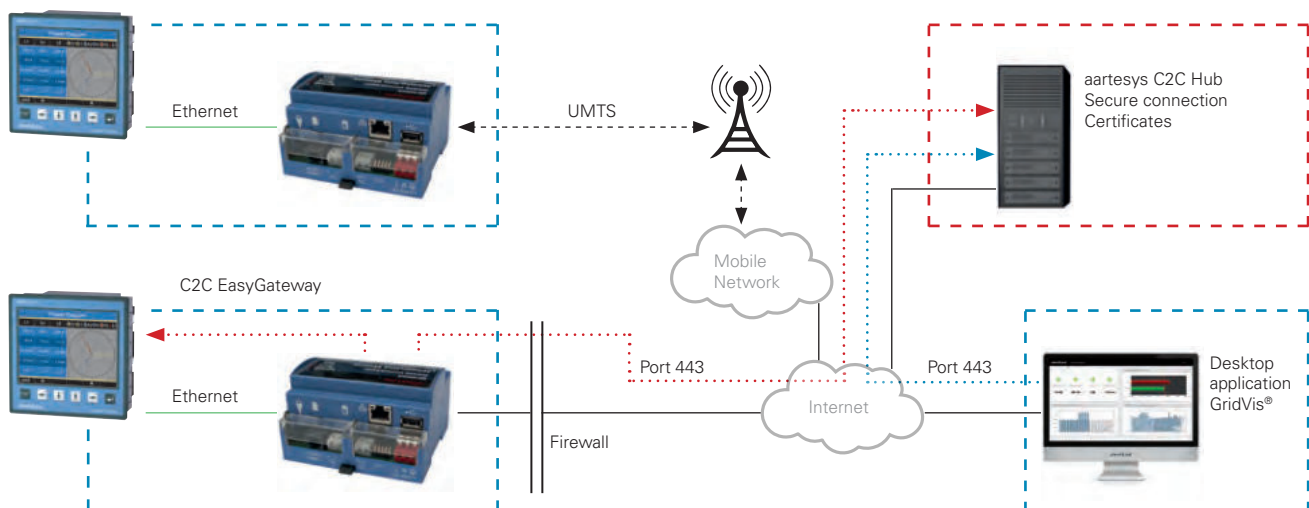 Ethernet
UMTS
aartesys C2C Hub
Secure connection
Certificates
Mobile
Network
C2C EasyGateway
Ethernet
Port 443
Port 443
Internet
Firewall
Desktop
application
GridVis®